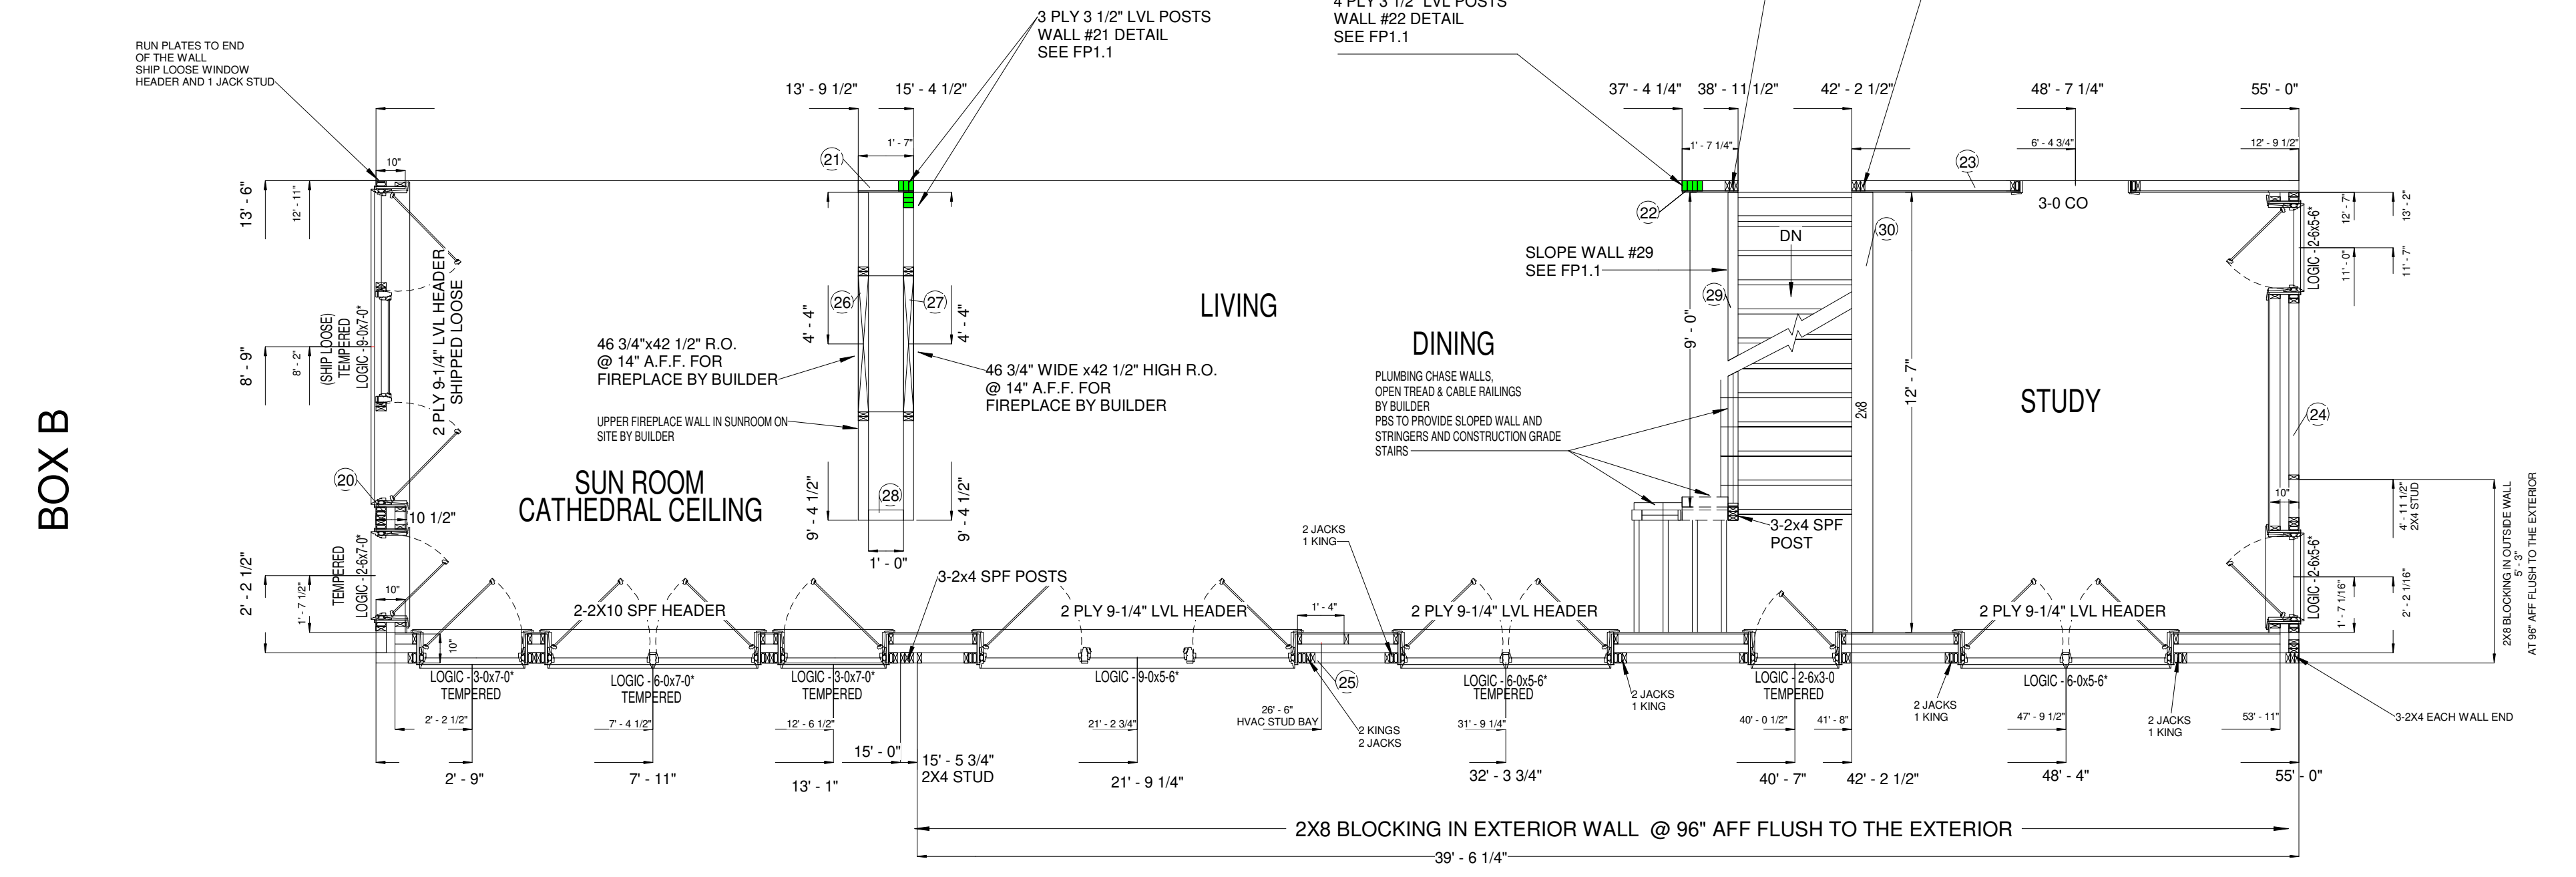 4 PLY 3 1/2" LVL POSTS
WALL #22 DETAIL
SEE FP1.1
3 PLY 3 1/2" LVL POSTS
WALL #21 DETAIL
SEE FP1.1
RUN PLATES TO END
OF THE WALL
SHIP LOOSE WINDOW
HEADER AND 1 JACK STUD
13' - 9 1/2"
15' - 4 1/2"
37' - 4 1/4"
38' - 11 1/2"
42' - 2 1/2"
48' - 7 1/4"
55' - 0"
1' - 7"
1' - 7 1/4"
6' - 4 3/4"
12' - 9 1/2"
10"
21
23
13' - 6"
12' - 11"
22
3-0 CO
30
DN
12' - 7"
13' - 2"
11' - 0"
11' - 7"
LOGIC - 2-6x5-6*
SLOPE WALL #29
SEE FP1.1
29
26
27
4' - 4"
4' - 4"
9' - 0"
LIVING
DINING
STUDY
2 PLY 9-1/4" LVL HEADER
SHIPPED LOOSE
(SHIP LOOSE)
TEMPERED
LOGIC - 9-0x7-0*
8' - 9"
8' - 2"
46 3/4"x42 1/2" R.O.
@ 14" A.F.F. FOR
FIREPLACE BY BUILDER
46 3/4" WIDE x42 1/2" HIGH R.O.
@ 14" A.F.F. FOR
FIREPLACE BY BUILDER
UPPER FIREPLACE WALL IN SUNROOM ON
SITE BY BUILDER
PLUMBING CHASE WALLS,
OPEN TREAD & CABLE RAILINGS
BY BUILDER
PBS TO PROVIDE SLOPED WALL AND
STRINGERS AND CONSTRUCTION GRADE
STAIRS
2x8
12' - 7"
24
BOX B
20
10 1/2"
SUN ROOM
CATHEDRAL CEILING
28
9' - 4 1/2"
9' - 4 1/2"
1' - 0"
2 JACKS
1 KING
3-2x4 SPF
POST
10"
4' - 11 1/2"
2X4 STUD
2X8 BLOCKING IN OUTSIDE WALL
5' - 3"
AT 96" AFF FLUSH TO THE EXTERIOR
TEMPERED
LOGIC - 2-6x7-0*
2' - 2 1/2"
1' - 7 1/2"
10"
LOGIC - 2-6x5-6*
1' - 7 1/16"
2' - 2 1/16"
3-2x4 SPF POSTS
2-2X10 SPF HEADER
2 PLY 9-1/4" LVL HEADER
1' - 4"
2 PLY 9-1/4" LVL HEADER
2 PLY 9-1/4" LVL HEADER
10"
LOGIC - 3-0x7-0*
TEMPERED
LOGIC - 6-0x7-0*
TEMPERED
LOGIC - 3-0x7-0*
TEMPERED
LOGIC - 9-0x5-6*
25
LOGIC - 6-0x5-6*
TEMPERED
LOGIC - 2-6x3-0
TEMPERED
LOGIC - 6-0x5-6*
2 JACKS
1 KING
2 JACKS
1 KING
2 JACKS
1 KING
2 KINGS
2 JACKS
3-2X4 EACH WALL END
2' - 2 1/2"
7' - 4 1/2"
12' - 6 1/2"
21' - 2 3/4"
26' - 6"
HVAC STUD BAY
31' - 9 1/4"
40' - 0 1/2"
41' - 8"
47' - 9 1/2"
53' - 11"
2' - 9"
7' - 11"
13' - 1"
15' - 0"
15' - 5 3/4"
2X4 STUD
21' - 9 1/4"
32' - 3 3/4"
40' - 7"
42' - 2 1/2"
48' - 4"
55' - 0"
2X8 BLOCKING IN EXTERIOR WALL @ 96" AFF FLUSH TO THE EXTERIOR
39' - 6 1/4"